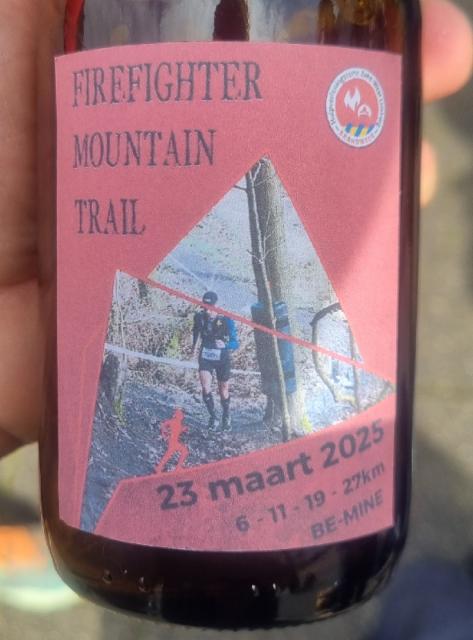 FIREFIGHTER
MOUNTAIN
TRAIL
23 maart 2025
6 - 11 - 19 - 27km
BE-MINE